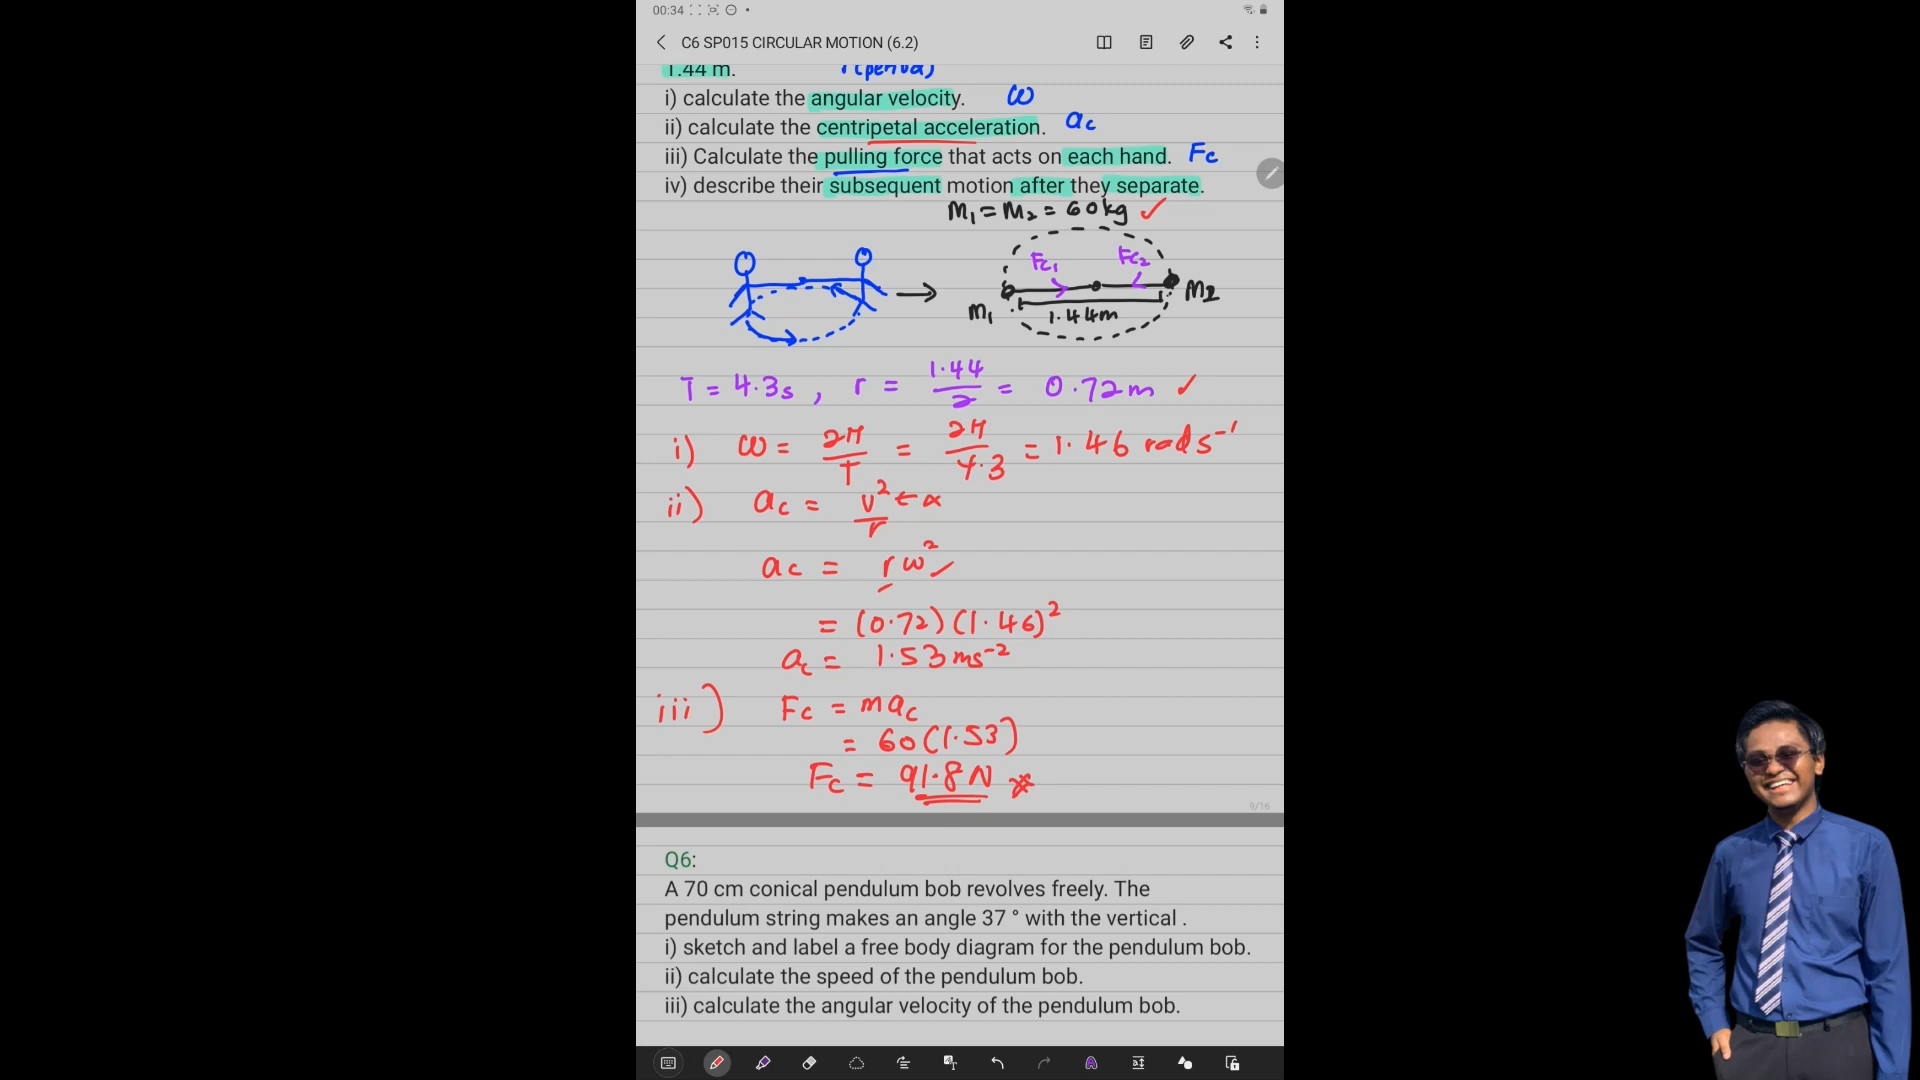 00:34
C6 SP015 CIRCULAR MOTION (6.2)
1.44 m.
i) calculate the angular velocity. ω
ii) calculate the centripetal acceleration. ac
iii) Calculate the pulling force that acts on each hand. Fc
iv) describe their subsequent motion after they separate.
M₁ = M₂ = 60kg ✓
Fc₁ Fc₂
M₁ M₂
1.44m
T = 4.3s , r = 1.44/2 = 0.72m ✓
i) ω = 2π/T = 2π/4.3 = 1.46 rad s⁻¹
ii) ac = v²/r ← α
ac = rω²
= (0.72)(1.46)²
ac = 1.53 ms⁻²
iii) Fc = mac
= 60(1.53)
Fc = 91.8 N
9/16
Q6:
A 70 cm conical pendulum bob revolves freely. The
pendulum string makes an angle 37 ° with the vertical .
i) sketch and label a free body diagram for the pendulum bob.
ii) calculate the speed of the pendulum bob.
iii) calculate the angular velocity of the pendulum bob.